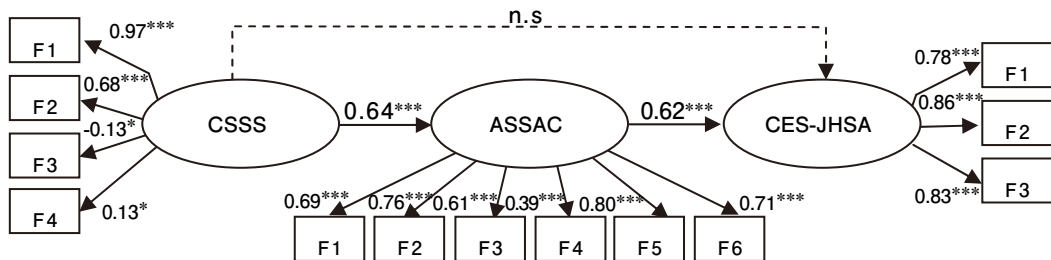 n.s
F1
0.97***
F2
0.68***
F3
-0.13*
F4
0.13*
CSSS
0.64***
ASSAC
0.62***
CES-JHSA
0.78***
F1
0.86***
F2
0.83***
F3
0.69***
0.76***
0.61***
0.39***
0.80***
0.71***
F1
F2
F3
F4
F5
F6